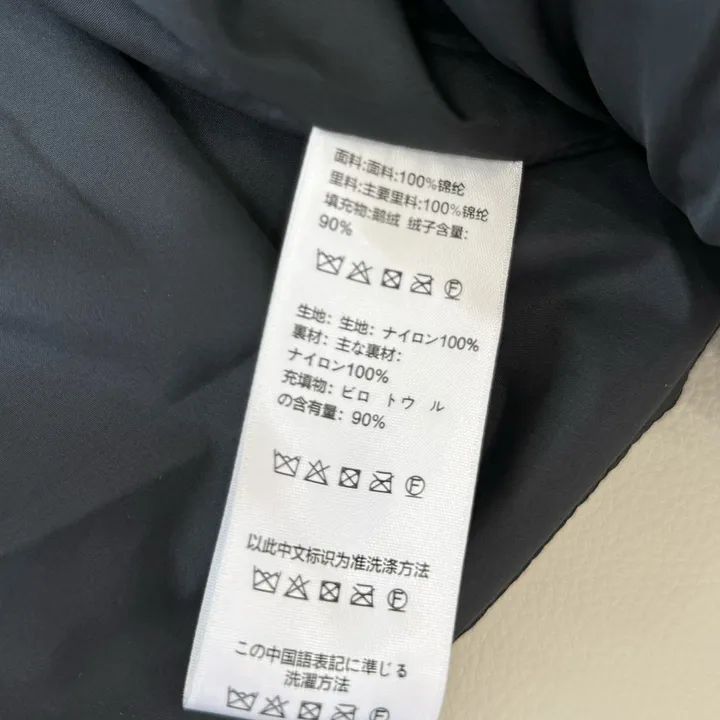 面料:面料:100%锦纶
里料:主要里料:100%锦纶
填充物:鹅绒 绒子含量:
90%
F
生地: 生地: ナイロン100%
裏材: 主な裏材:
ナイロン100%
充填物: ビロ トウ ル
の含有量: 90%
F
以此中文标识为准洗涤方法
F
この中国語表記に準じる
洗濯方法
F